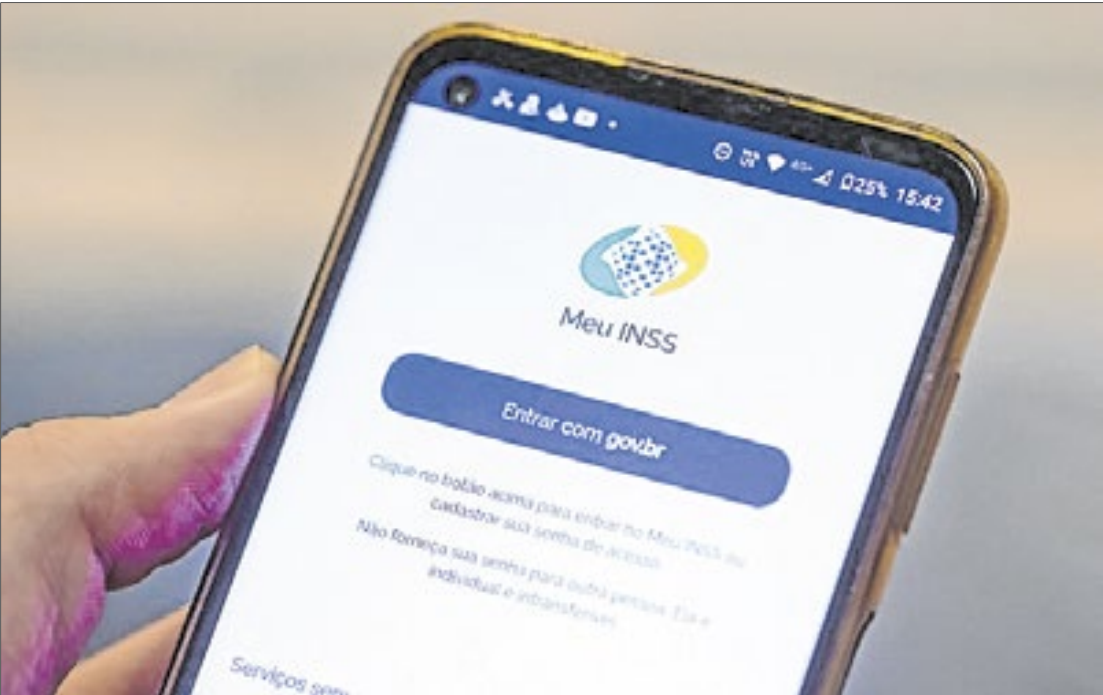 25% 15:42
Meu INSS
Entrar com gov.br
Clique no botão acima para entrar no Meu INSS ou
cadastrar sua senha de acesso.
Não forneça sua senha para outra pessoa. Ela é
individual e intransferível.
Serviços sem